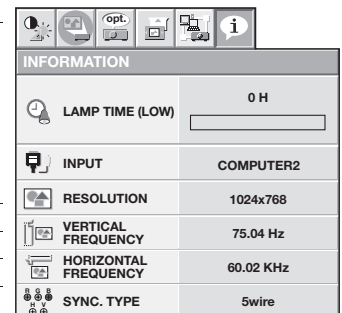 opt.
i
INFORMATION
LAMP TIME (LOW)
0 H
INPUT
COMPUTER2
RESOLUTION
1024x768
VERTICAL
FREQUENCY
75.04 Hz
HORIZONTAL
FREQUENCY
60.02 KHz
R G B
H V
SYNC. TYPE
5wire